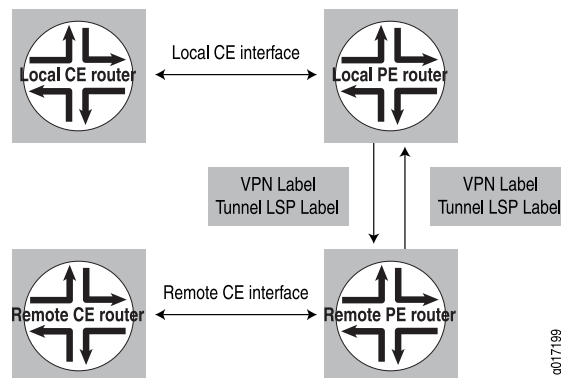 Local CE interface
Local CE router
Local PE router
VPN Label
Tunnel LSP Label
VPN Label
Tunnel LSP Label
Remote CE interface
Remote CE router
Remote PE router
g017199